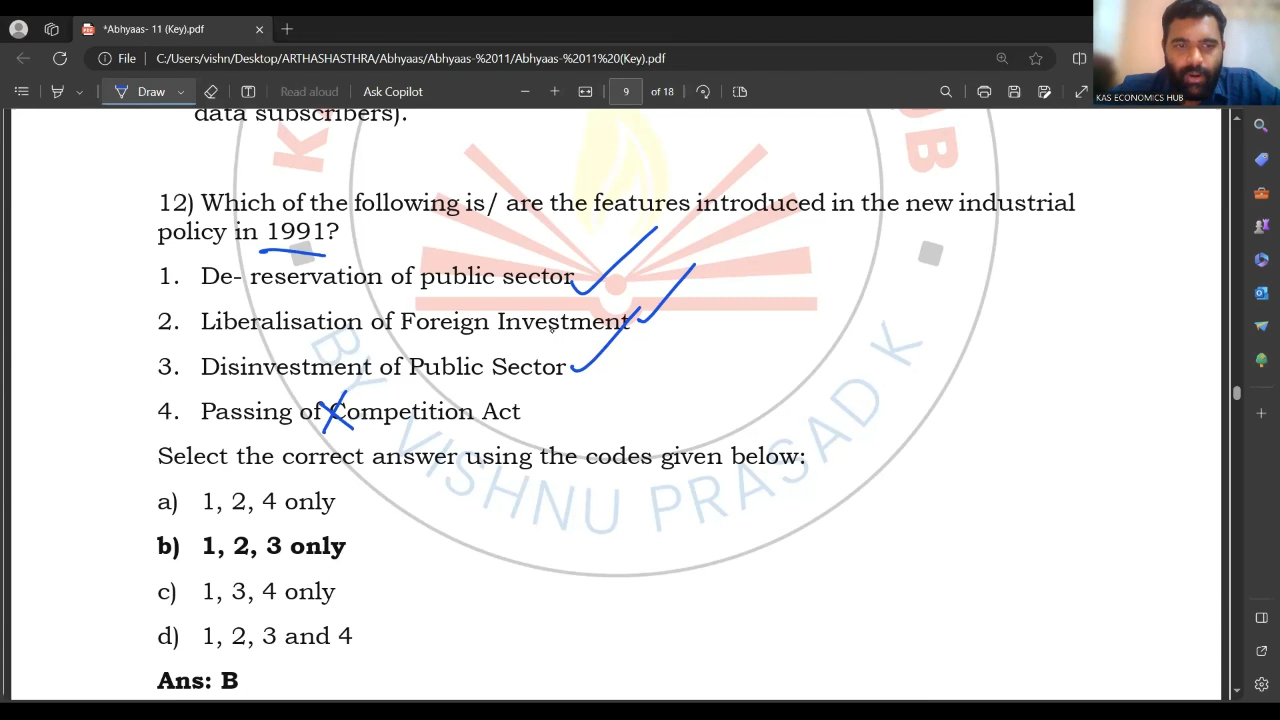 *Abhyaas- 11 (Key).pdf
File
C:/Users/vishn/Desktop/ARTHASHASTHRA/Abhyaas/Abhyaas-%2011/Abhyaas-%2011%20(Key).pdf
Draw
Read aloud
Ask Copilot
9
of 18
KAS ECONOMICS HUB
data subscribers).
12) Which of the following is/ are the features introduced in the new industrial
policy in 1991?
1. De- reservation of public sector
2. Liberalisation of Foreign Investment
3. Disinvestment of Public Sector
4. Passing of Competition Act
Select the correct answer using the codes given below:
a) 1, 2, 4 only
b) 1, 2, 3 only
c) 1, 3, 4 only
d) 1, 2, 3 and 4
Ans: B
K
UB
BY VISHNU PRASAD K